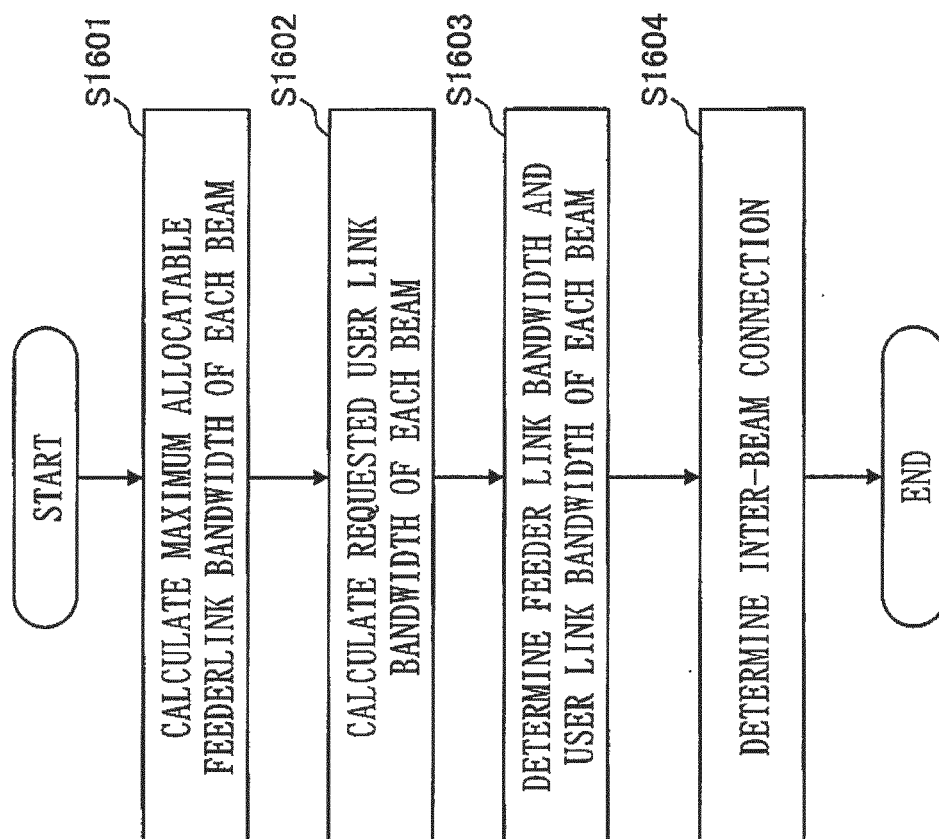 START
S1601
CALCULATE MAXIMUM ALLOCATABLE
FEEDERLINK BANDWIDTH OF EACH BEAM
S1602
CALCULATE REQUESTED USER LINK
BANDWIDTH OF EACH BEAM
S1603
DETERMINE FEEDER LINK BANDWIDTH AND
USER LINK BANDWIDTH OF EACH BEAM
S1604
DETERMINE INTER-BEAM CONNECTION
END